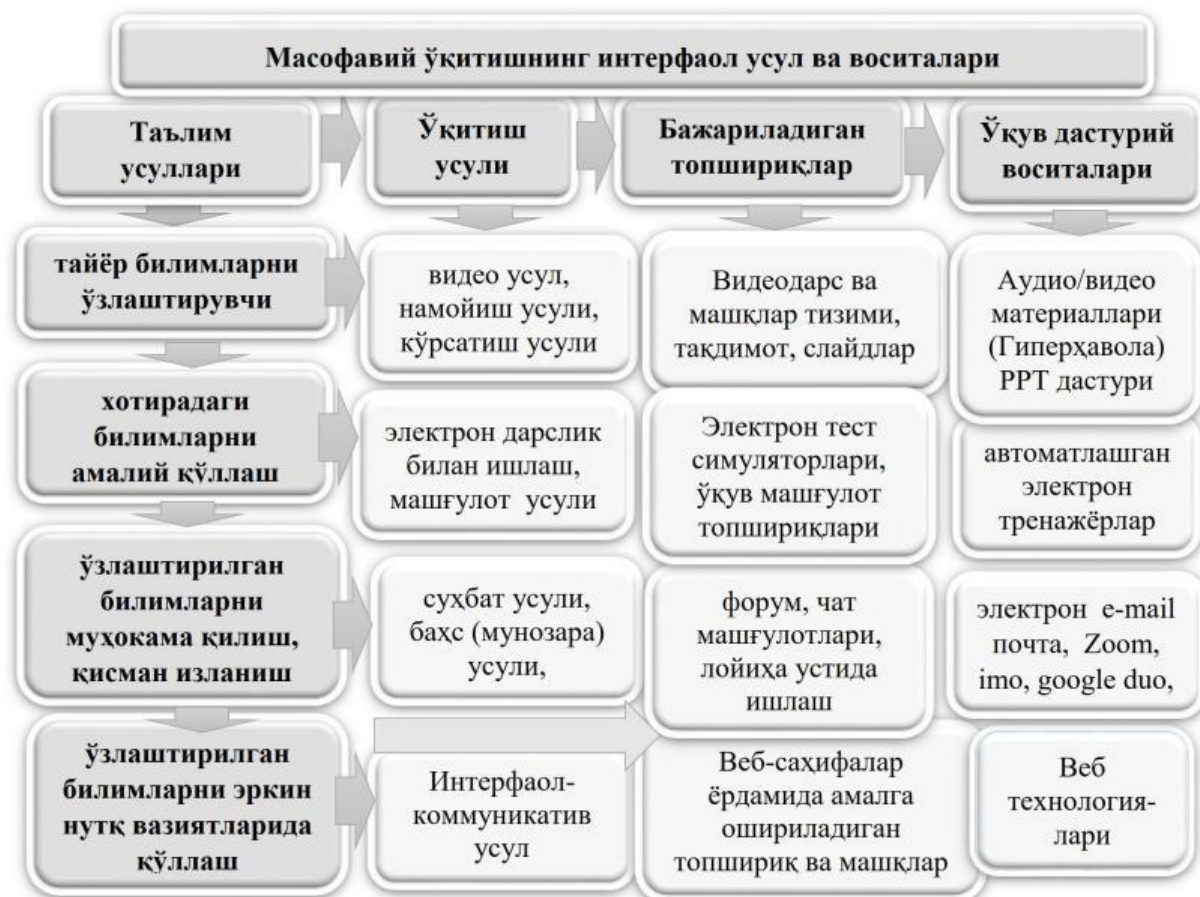 Масофавий ўқитишнинг интерфаол усул ва воситалари
Таълим
усуллари
Ўқитиш
усули
Бажариладиган
топшириқлар
Ўқув дастурий
воситалари
тайёр билимларни
ўзлаштирувчи
видео усул,
намойиш усули,
кўрсатиш усули
Видеодарс ва
машқлар тизими,
тақдимот, слайдлар
Аудио/видео
материаллари
(Гиперҳавола)
PPT дастури
хотирадаги
билимларни
амалий қўллаш
электрон дарслик
билан ишлаш,
машғулот усули
Электрон тест
симуляторлари,
ўқув машғулот
топшириқлари
автоматлашган
электрон
тренажёрлар
ўзлаштирилган
билимларни
муҳокама қилиш,
қисман изланиш
суҳбат усули,
баҳс (мунозара)
усули,
форум, чат
машғулотлари,
лойиҳа устида
ишлаш
электрон e-mail
почта, Zoom,
imo, google duo,
ўзлаштирилган
билимларни эркин
нутқ вазиятларида
қўллаш
Интерфаол-
коммуникатив
усул
Веб-саҳифалар
ёрдамида амалга
ошириладиган
топшириқ ва машқлар
Веб
технология-
лари